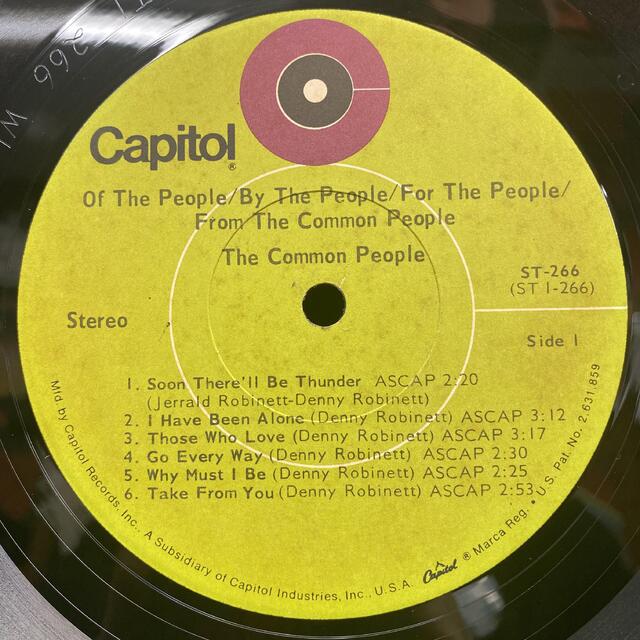 Capitol®
Of The People/By The People/For The People/
From The Common People
The Common People
ST-266
(ST 1-266)
Stereo
Side 1
1. Soon There'll Be Thunder ASCAP 2:20
(Jerrald Robinett-Denny Robinett)
2. I Have Been Alone (Denny Robinett) ASCAP 3:12
3. Those Who Love (Denny Robinett) ASCAP 3:17
4. Go Every Way (Denny Robinett) ASCAP 2:30
5. Why Must I Be (Denny Robinett) ASCAP 2:25
6. Take From You (Denny Robinett) ASCAP 2:53
Mfd. by Capitol Records, Inc., A Subsidiary of Capitol Industries, Inc., U.S.A. Capitol ® Marca Reg. • U.S. Pat. No. 2,631,859
266 W1